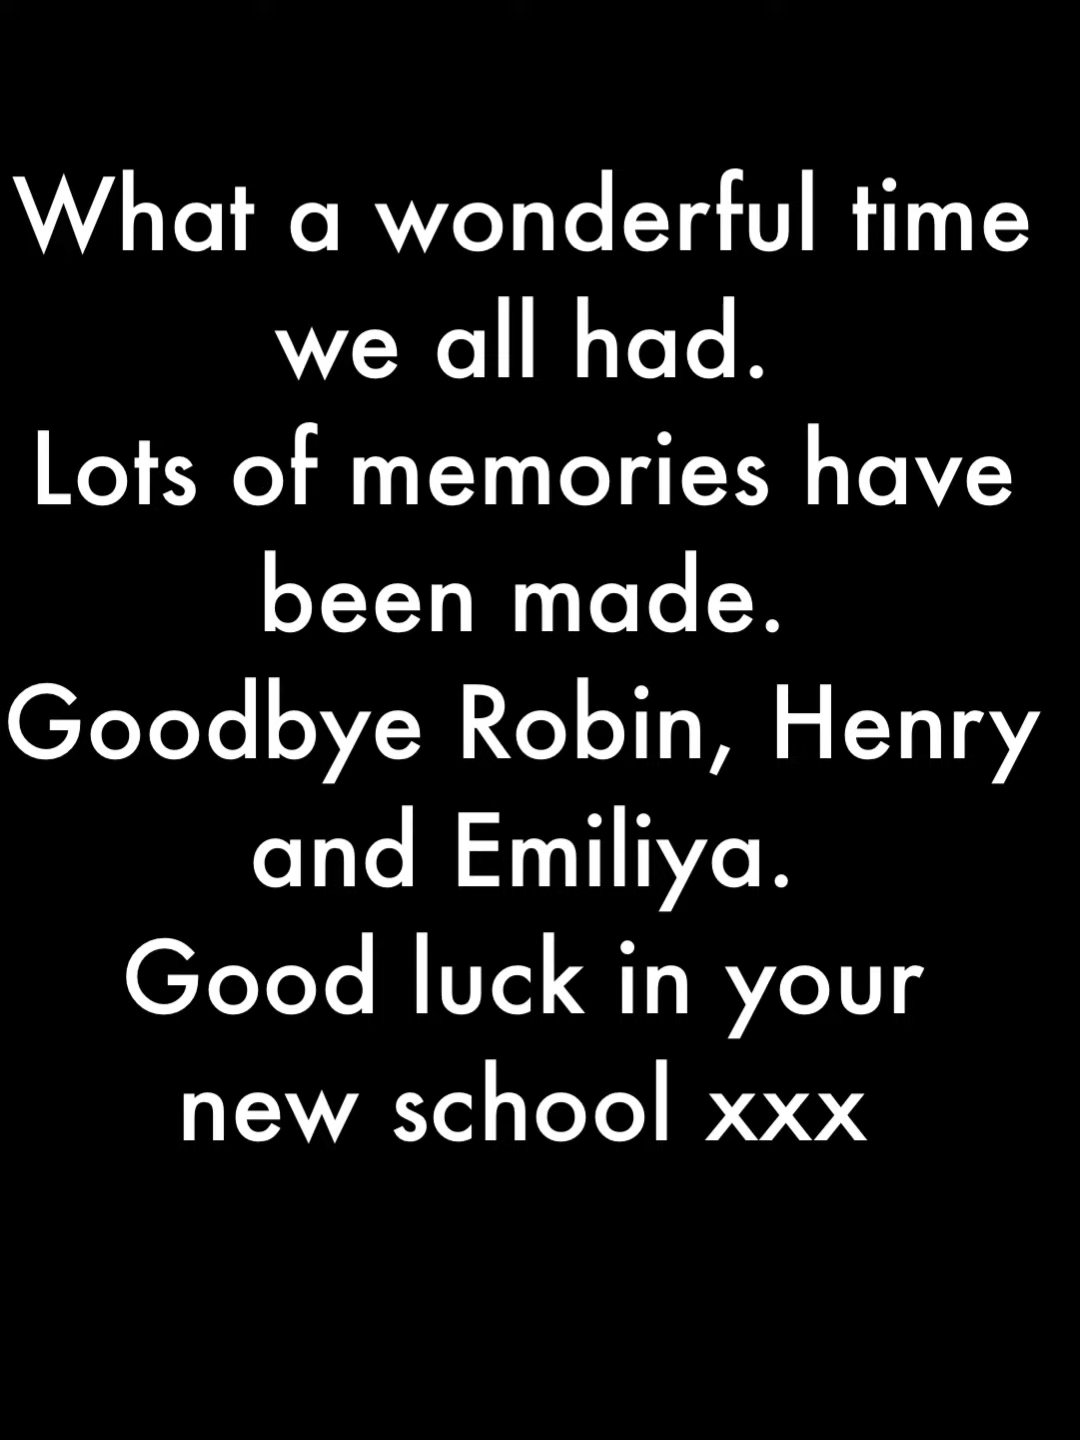 What a wonderful time
we all had.
Lots of memories have
been made.
Goodbye Robin, Henry
and Emiliya.
Good luck in your
new school xxx